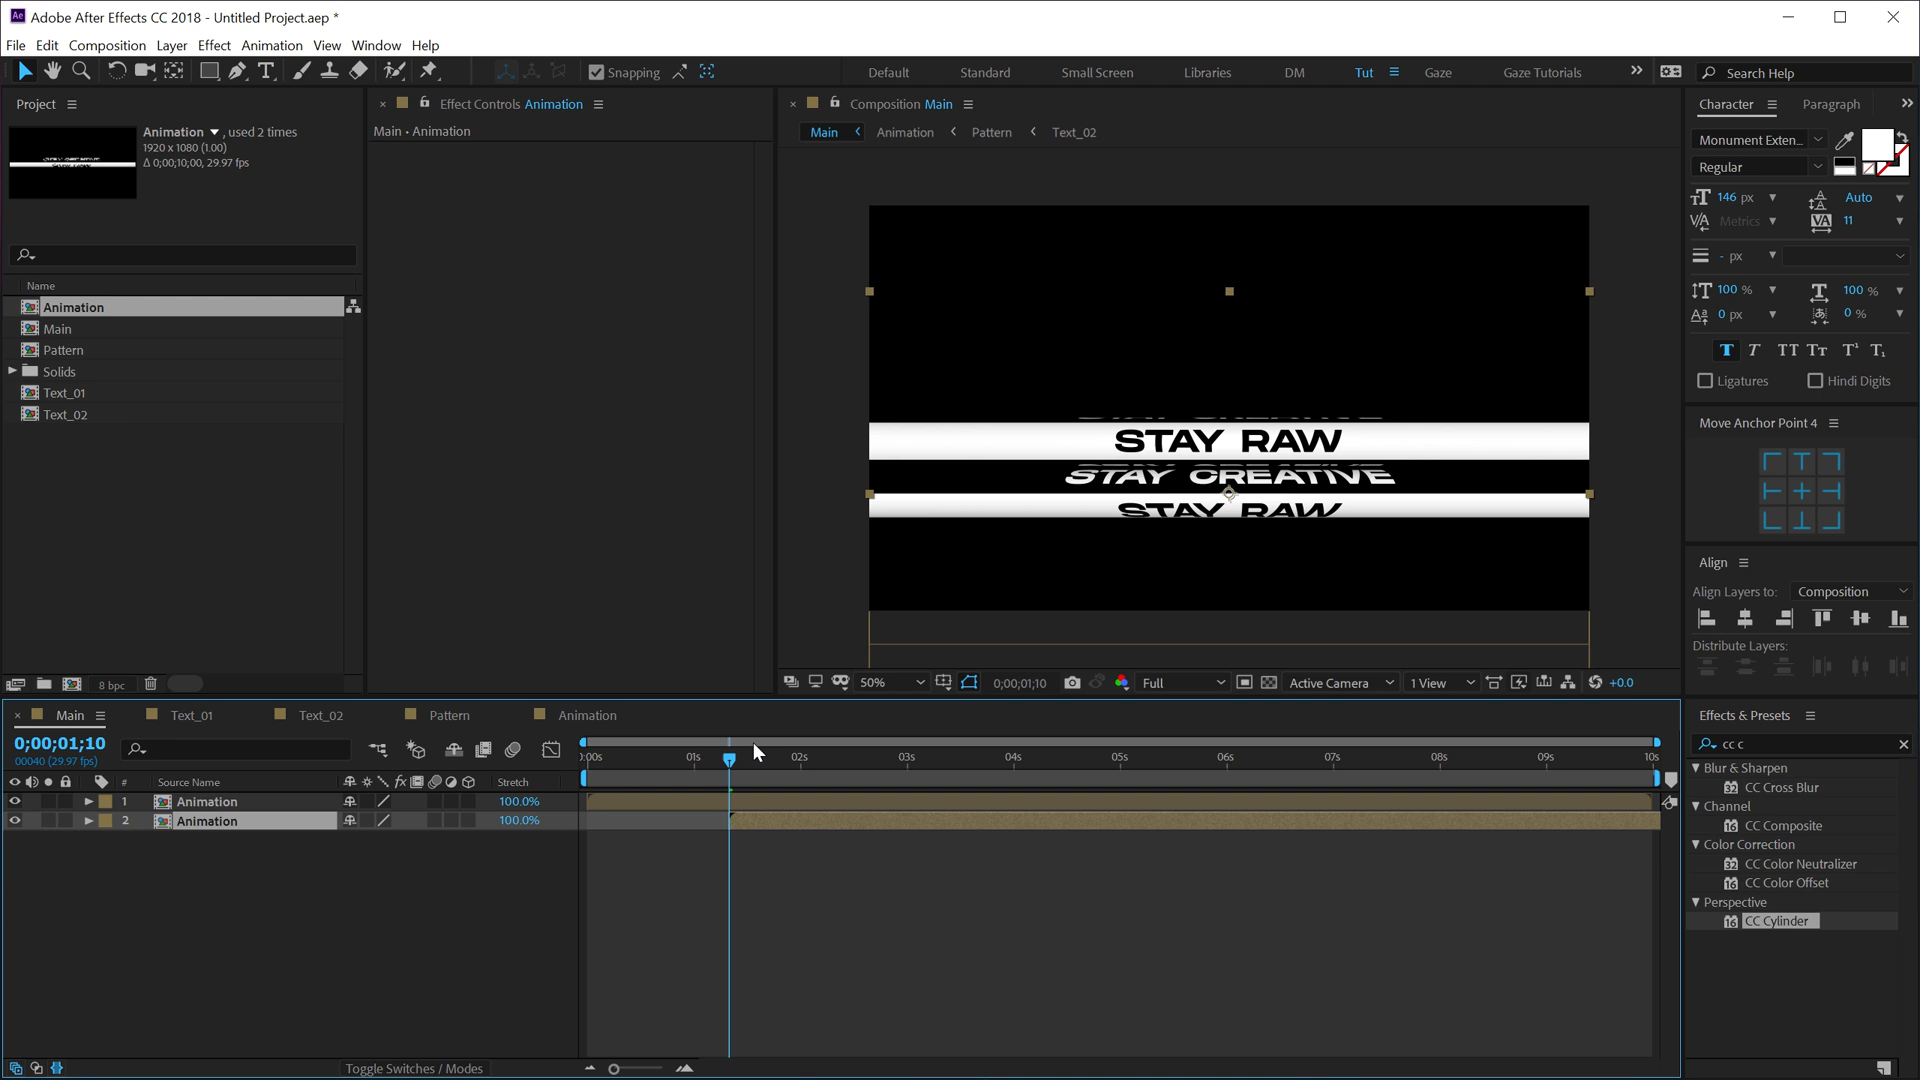 Adobe After Effects CC 2018 - Untitled Project.aep *
File Edit Composition Layer Effect Animation View Window Help
Snapping
Default Standard Small Screen Libraries DM Tut Gaze Gaze Tutorials
Search Help
Project
Animation , used 2 times
1920 x 1080 (1.00)
Δ 0;00;10;00, 29.97 fps
Name
Animation
Main
Pattern
Solids
Text_01
Text_02
8 bpc
Effect Controls Animation
Main • Animation
Composition Main
Main Animation Pattern Text_02
STAY CREATIVE
STAY RAW
STAY CREATIVE
STAY RAW
50% 0;00;01;10 Full Active Camera 1 View +0.0
Character Paragraph
Monument Exten...
Regular
146 px Auto
Metrics 11
- px
100 % 100 %
0 px 0 %
Ligatures Hindi Digits
Move Anchor Point 4
Align
Align Layers to: Composition
Distribute Layers:
Effects & Presets
cc c
Blur & Sharpen
CC Cross Blur
Channel
CC Composite
Color Correction
CC Color Neutralizer
CC Color Offset
Perspective
CC Cylinder
Main Text_01 Text_02 Pattern Animation
0;00;01;10
00040 (29.97 fps)
:00s 01s 02s 03s 04s 05s 06s 07s 08s 09s 10s
# Source Name Stretch
1 Animation 100.0%
2 Animation 100.0%
Toggle Switches / Modes